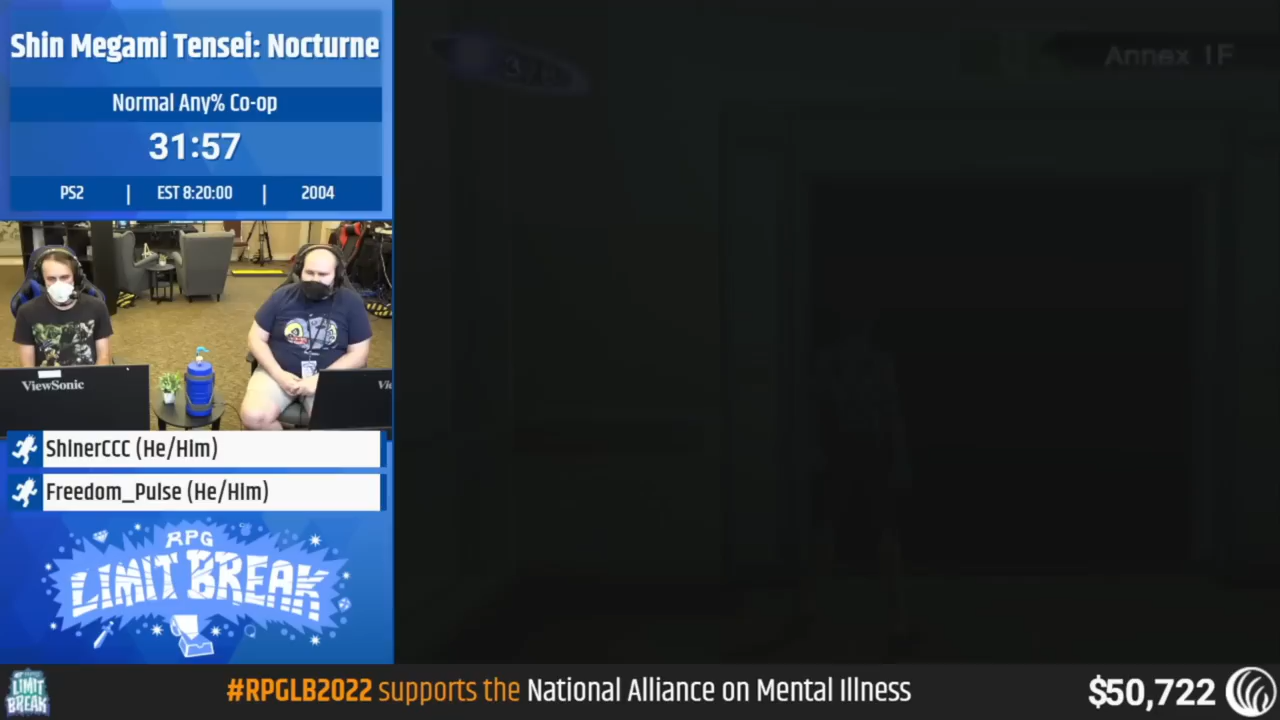 Shin Megami Tensei: Nocturne
Normal Any% Co-op
31:57
PS2 | EST 8:20:00 | 2004
Annex 1F
ViewSonic
ShinerCCC (He/Him)
Freedom_Pulse (He/Him)
RPG
LIMIT BREAK
LIMIT
BREAK
#RPGLB2022 supports the National Alliance on Mental Illness
$50,722